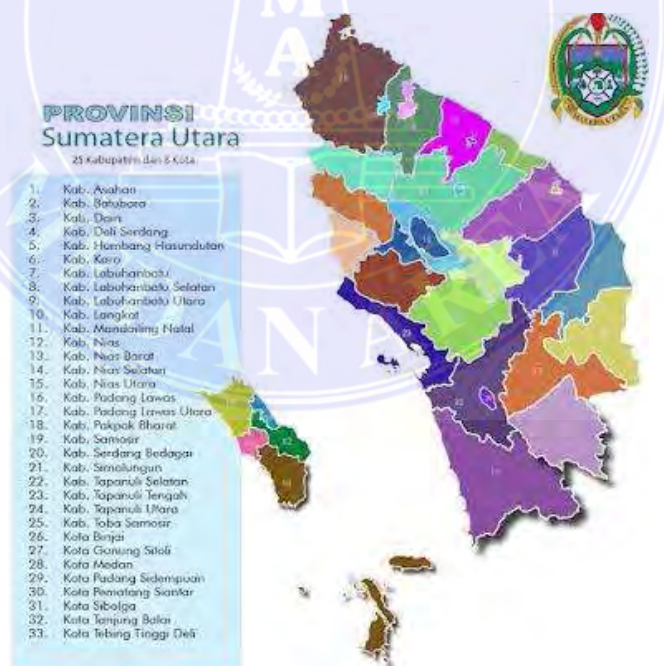 PROVINSI
Sumatera Utara
25 Kabupaten dan 8 Kota
1. Kab. Asahan
2. Kab. Batubara
3. Kab. Dairi
4. Kab. Deli Serdang
5. Kab. Humbang Hasundutan
6. Kab. Karo
7. Kab. Labuhanbatu
8. Kab. Labuhanbatu Selatan
9. Kab. Labuhanbatu Utara
10. Kab. Langkat
11. Kab. Mandailing Natal
12. Kab. Nias
13. Kab. Nias Barat
14. Kab. Nias Selatan
15. Kab. Nias Utara
16. Kab. Padang Lawas
17. Kab. Padang Lawas Utara
18. Kab. Pakpak Bharat
19. Kab. Samosir
20. Kab. Serdang Bedagai
21. Kab. Simalungun
22. Kab. Tapanuli Selatan
23. Kab. Tapanuli Tengah
24. Kab. Tapanuli Utara
25. Kab. Toba Samosir
26. Kota Binjai
27. Kota Gunung Sitoli
28. Kota Medan
29. Kota Padang Sidempuan
30. Kota Pematang Siantar
31. Kota Sibolga
32. Kota Tanjung Balai
33. Kota Tebing Tinggi Deli